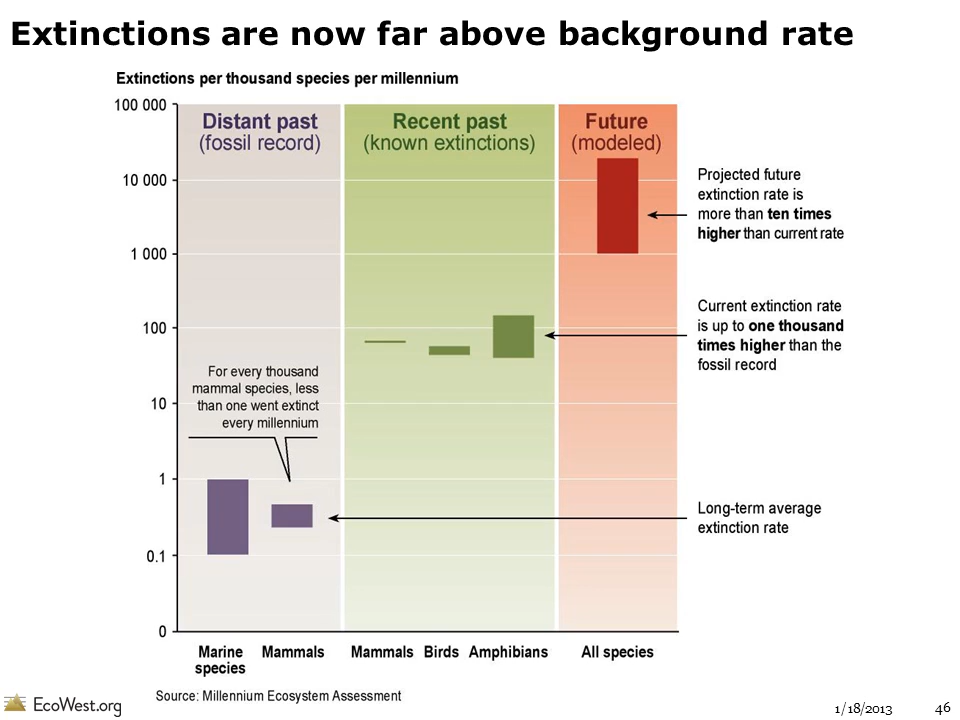 Extinctions are now far above background rate
Extinctions per thousand species per millennium
100 000
10 000
1 000
100
10
1
0.1
0
Distant past
(fossil record)
Recent past
(known extinctions)
Future
(modeled)
Projected future
extinction rate is
more than ten times
higher than current rate
Current extinction rate
is up to one thousand
times higher than the
fossil record
For every thousand
mammal species, less
than one went extinct
every millennium
Long-term average
extinction rate
Marine
species
Mammals
Mammals
Birds
Amphibians
All species
Source: Millennium Ecosystem Assessment
EcoWest.org
1/18/2013
46